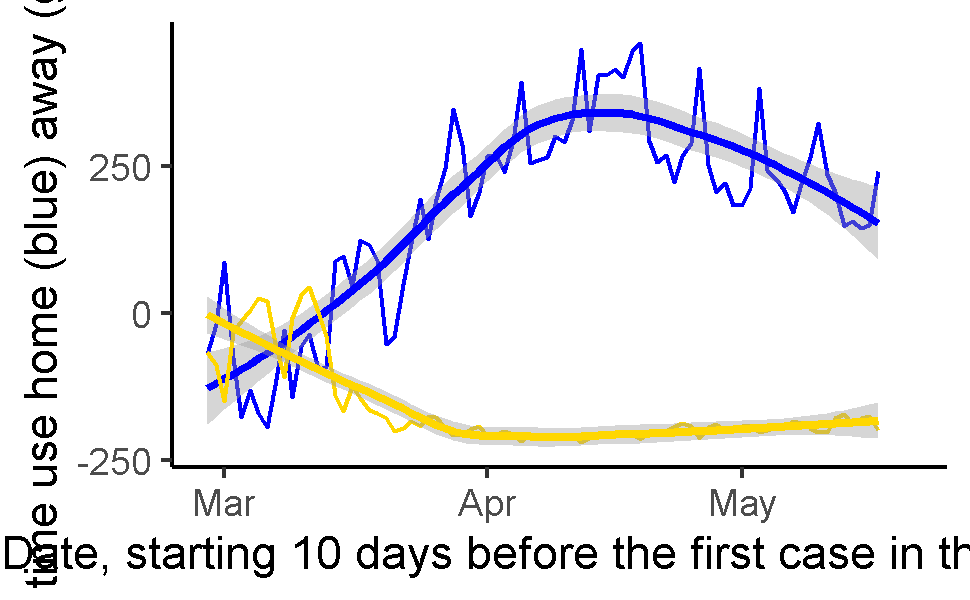 time use home (blue) away (
250
0
-250
Mar Apr May
Date, starting 10 days before the first case in th